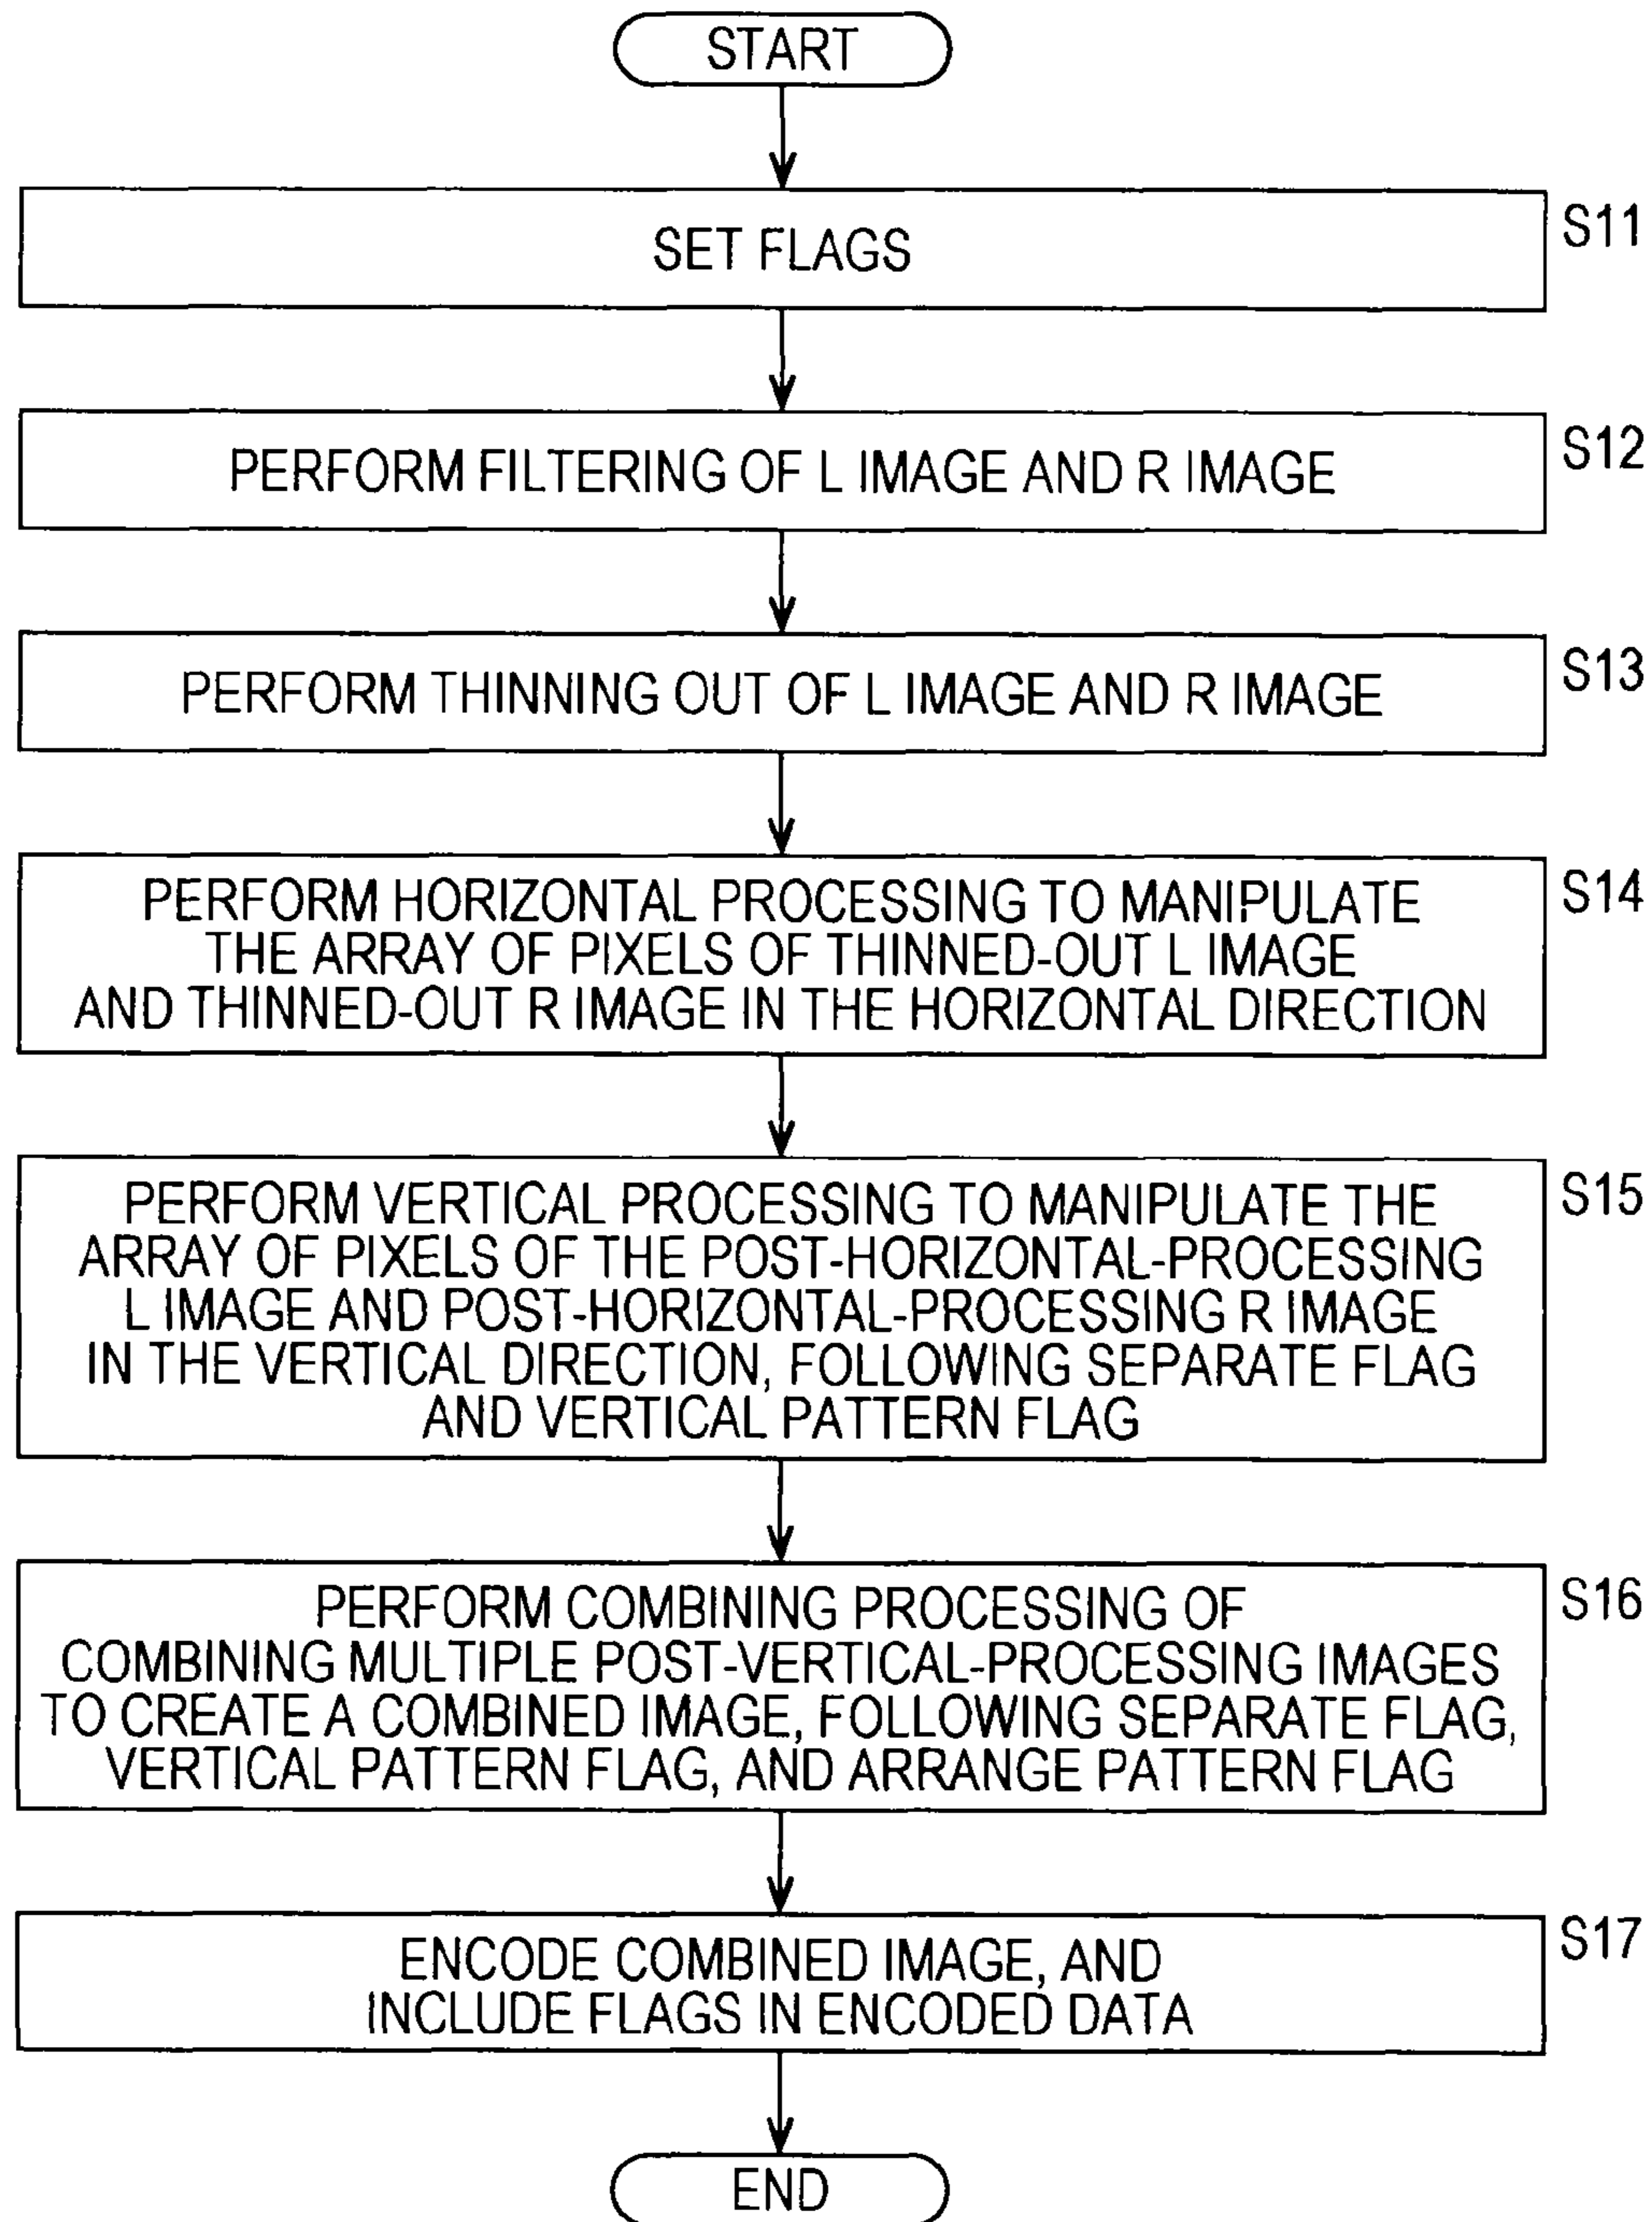 START
S11
SET FLAGS
S12
PERFORM FILTERING OF L IMAGE AND R IMAGE
S13
PERFORM THINNING OUT OF L IMAGE AND R IMAGE
S14
PERFORM HORIZONTAL PROCESSING TO MANIPULATE
THE ARRAY OF PIXELS OF THINNED-OUT L IMAGE
AND THINNED-OUT R IMAGE IN THE HORIZONTAL DIRECTION
S15
PERFORM VERTICAL PROCESSING TO MANIPULATE THE
ARRAY OF PIXELS OF THE POST-HORIZONTAL-PROCESSING
L IMAGE AND POST-HORIZONTAL-PROCESSING R IMAGE
IN THE VERTICAL DIRECTION, FOLLOWING SEPARATE FLAG
AND VERTICAL PATTERN FLAG
S16
PERFORM COMBINING PROCESSING OF
COMBINING MULTIPLE POST-VERTICAL-PROCESSING IMAGES
TO CREATE A COMBINED IMAGE, FOLLOWING SEPARATE FLAG,
VERTICAL PATTERN FLAG, AND ARRANGE PATTERN FLAG
S17
ENCODE COMBINED IMAGE, AND
INCLUDE FLAGS IN ENCODED DATA
END